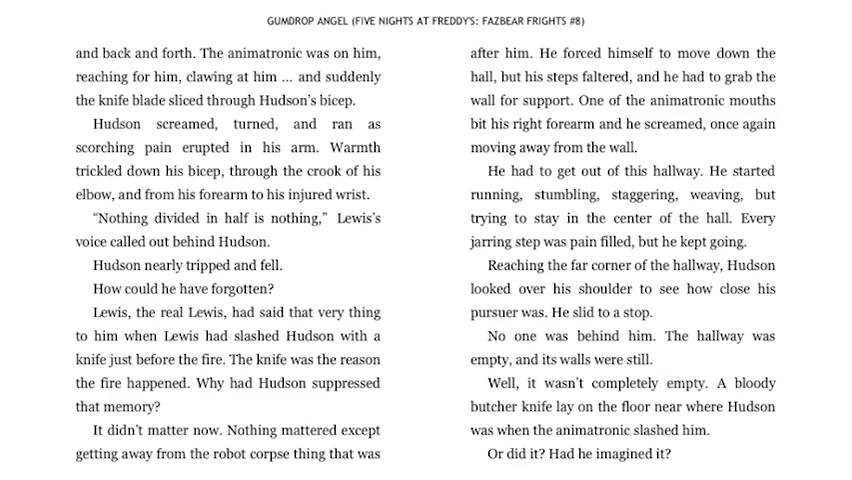 GUMDROP ANGEL (FIVE NIGHTS AT FREDDY'S: FAZBEAR FRIGHTS #8)
and back and forth. The animatronic was on him,
reaching for him, clawing at him ... and suddenly
the knife blade sliced through Hudson's bicep.
Hudson screamed, turned, and ran as
scorching pain erupted in his arm. Warmth
trickled down his bicep, through the crook of his
elbow, and from his forearm to his injured wrist.
“Nothing divided in half is nothing,” Lewis's
voice called out behind Hudson.
Hudson nearly tripped and fell.
How could he have forgotten?
Lewis, the real Lewis, had said that very thing
to him when Lewis had slashed Hudson with a
knife just before the fire. The knife was the reason
the fire happened. Why had Hudson suppressed
that memory?
It didn't matter now. Nothing mattered except
getting away from the robot corpse thing that was
after him. He forced himself to move down the
hall, but his steps faltered, and he had to grab the
wall for support. One of the animatronic mouths
bit his right forearm and he screamed, once again
moving away from the wall.
He had to get out of this hallway. He started
running, stumbling, staggering, weaving, but
trying to stay in the center of the hall. Every
jarring step was pain filled, but he kept going.
Reaching the far corner of the hallway, Hudson
looked over his shoulder to see how close his
pursuer was. He slid to a stop.
No one was behind him. The hallway was
empty, and its walls were still.
Well, it wasn't completely empty. A bloody
butcher knife lay on the floor near where Hudson
was when the animatronic slashed him.
Or did it? Had he imagined it?